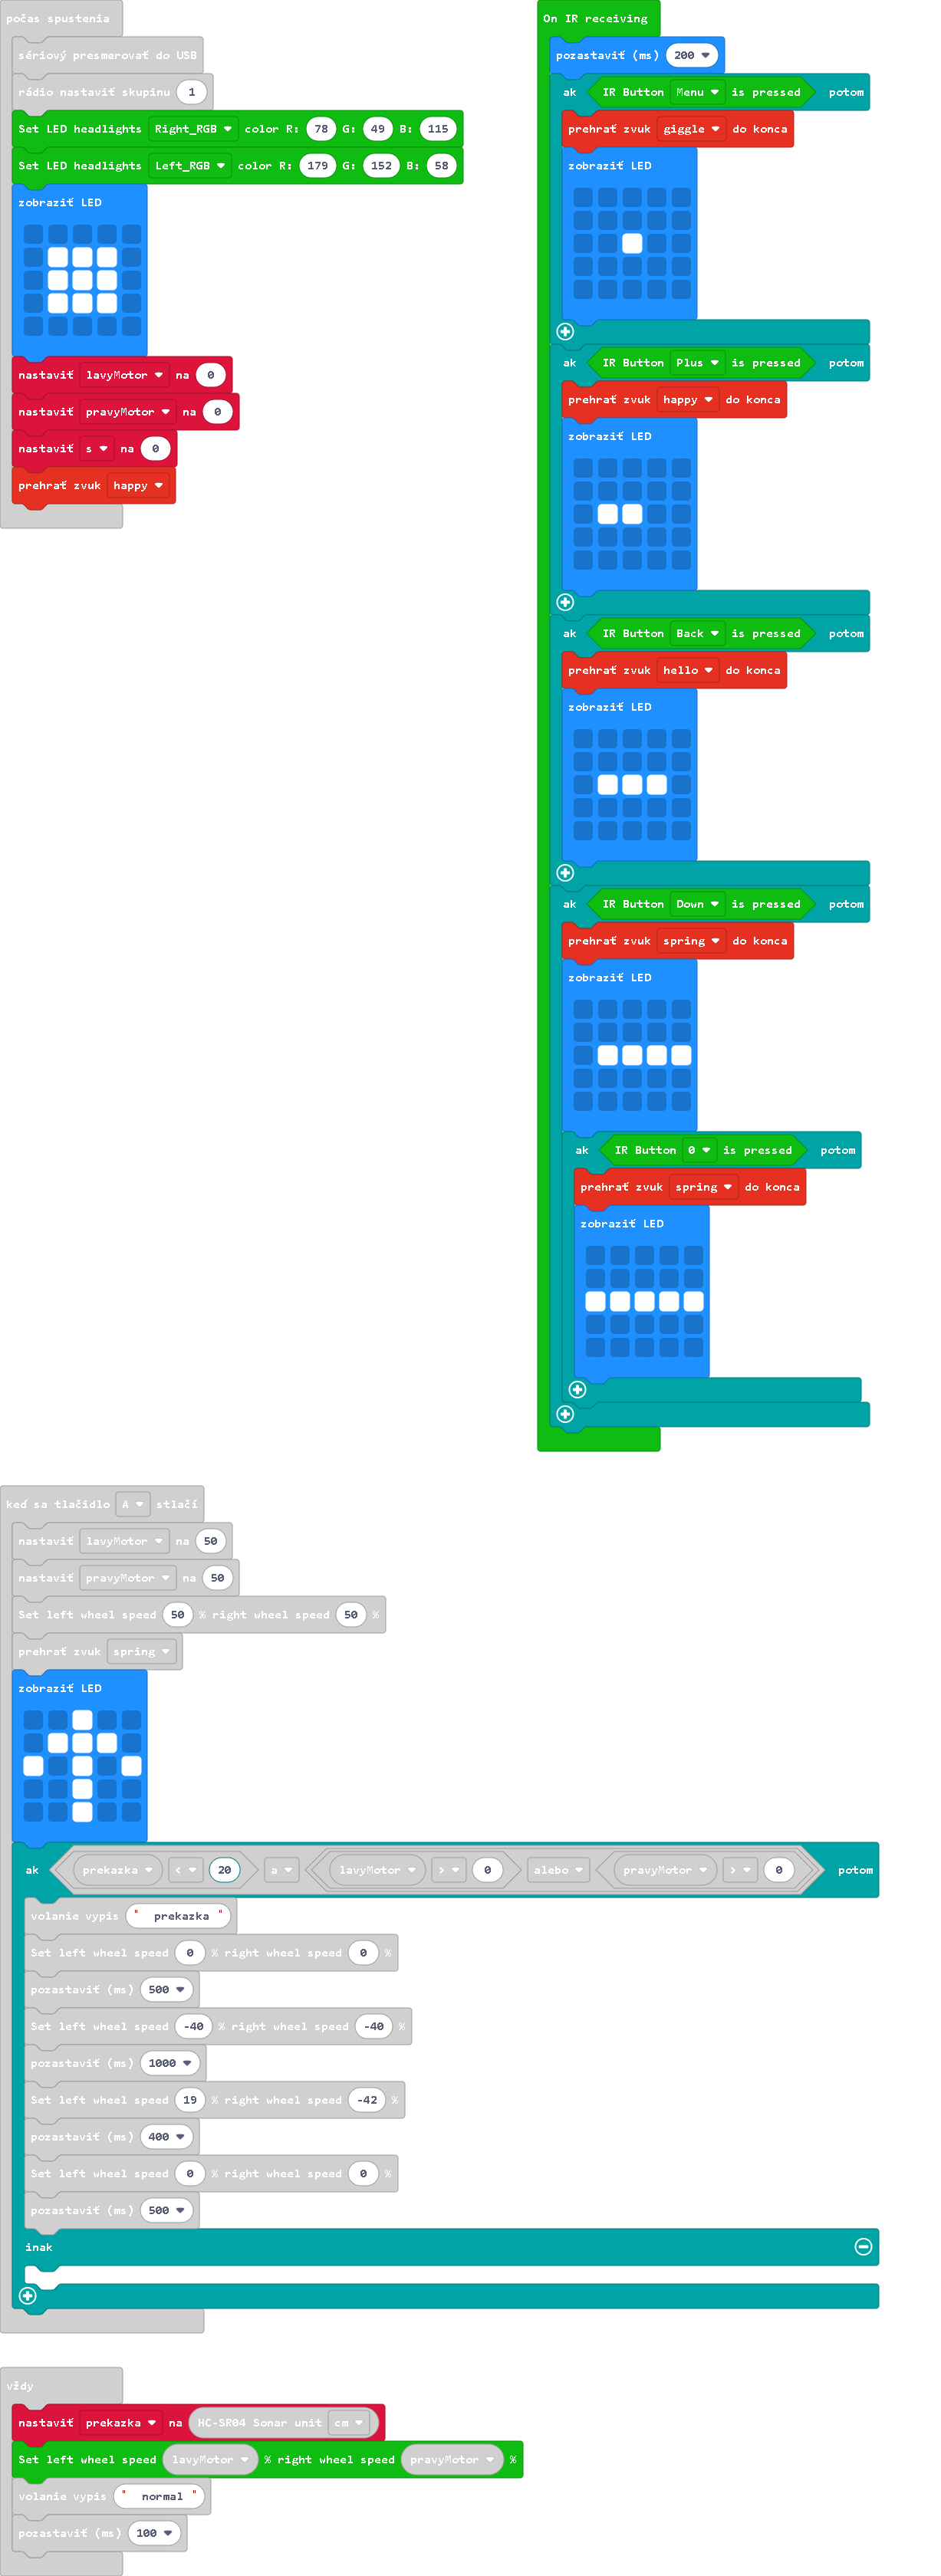 počas spustenia
sériový presmerovať do USB
rádio nastaviť skupinu 1
Set LED headlights Right_RGB color R: 78 G: 49 B: 115
Set LED headlights Left_RGB color R: 179 G: 152 B: 58
zobraziť LED
nastaviť lavyMotor na 0
nastaviť pravyMotor na 0
nastaviť s na 0
prehrať zvuk happy
On IR receiving
pozastaviť (ms) 200
ak IR Button Menu is pressed potom
prehrať zvuk giggle do konca
zobraziť LED
ak IR Button Plus is pressed potom
prehrať zvuk happy do konca
zobraziť LED
ak IR Button Back is pressed potom
prehrať zvuk hello do konca
zobraziť LED
ak IR Button Down is pressed potom
prehrať zvuk spring do konca
zobraziť LED
ak IR Button 0 is pressed potom
prehrať zvuk spring do konca
zobraziť LED
keď sa tlačidlo A stlačí
nastaviť lavyMotor na 50
nastaviť pravyMotor na 50
Set left wheel speed 50 % right wheel speed 50 %
prehrať zvuk spring
zobraziť LED
ak prekazka < 20 a lavyMotor > 0 alebo pravyMotor > 0 potom
volanie vypis " prekazka "
Set left wheel speed 0 % right wheel speed 0 %
pozastaviť (ms) 500
Set left wheel speed -40 % right wheel speed -40 %
pozastaviť (ms) 1000
Set left wheel speed 19 % right wheel speed -42 %
pozastaviť (ms) 400
Set left wheel speed 0 % right wheel speed 0 %
pozastaviť (ms) 500
inak
vždy
nastaviť prekazka na HC-SR04 Sonar unit cm
Set left wheel speed lavyMotor % right wheel speed pravyMotor %
volanie vypis " normal "
pozastaviť (ms) 100